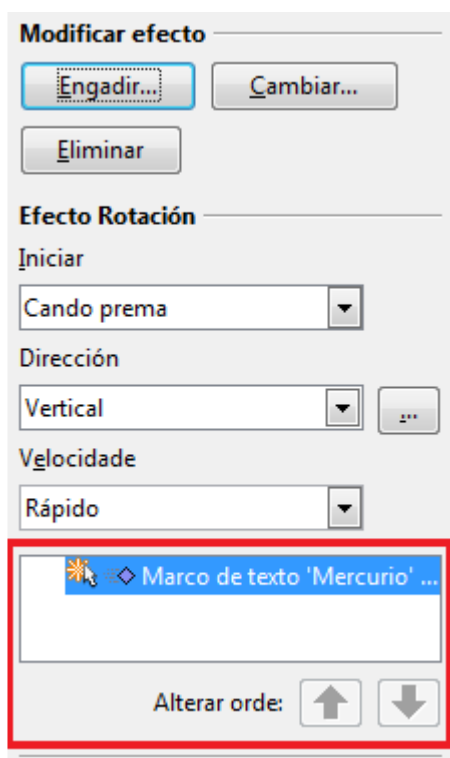 Modificar efecto
Engadir... Cambiar...
Eliminar
Efecto Rotación
Iniciar
Cando prema
Dirección
Vertical ...
Velocidade
Rápido
Marco de texto 'Mercurio' ...
Alterar orde: